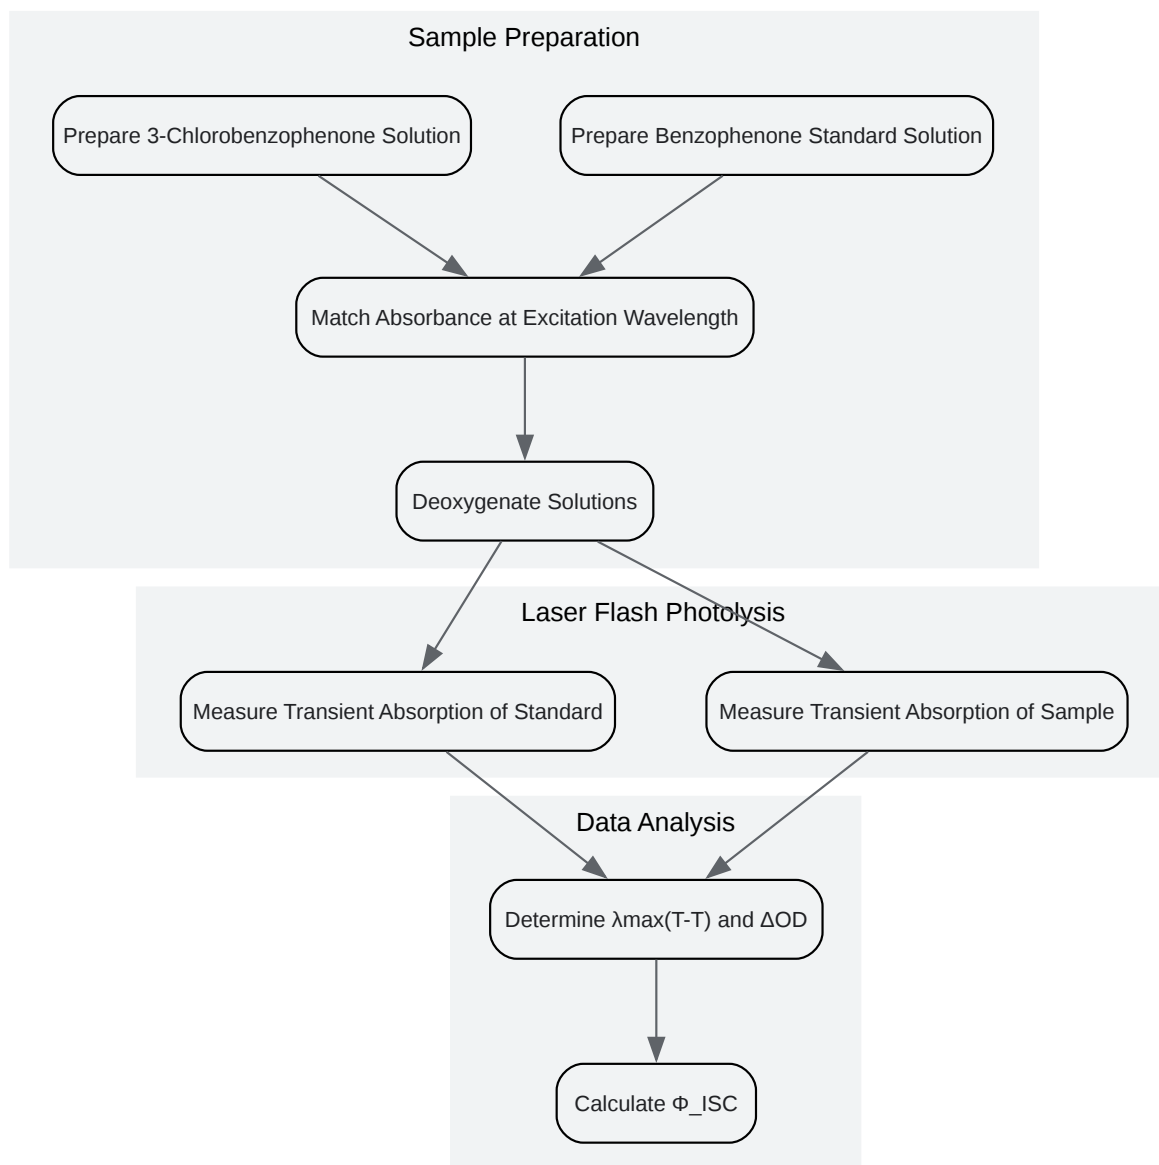 Sample Preparation
Prepare 3-Chlorobenzophenone Solution
Prepare Benzophenone Standard Solution
Match Absorbance at Excitation Wavelength
Deoxygenate Solutions
Laser Flash Photolysis
Measure Transient Absorption of Standard
Measure Transient Absorption of Sample
Data Analysis
Determine λmax(T-T) and ΔOD
Calculate Φ_ISC